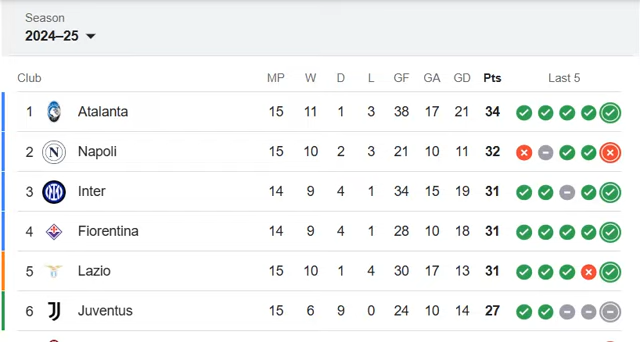 Season
2024–25
Club MP W D L GF GA GD Pts Last 5
1 Atalanta 15 11 1 3 38 17 21 34
2 N Napoli 15 10 2 3 21 10 11 32
3 Inter 14 9 4 1 34 15 19 31
4 Fiorentina 14 9 4 1 28 10 18 31
5 Lazio 15 10 1 4 30 17 13 31
6 Juventus 15 6 9 0 24 10 14 27